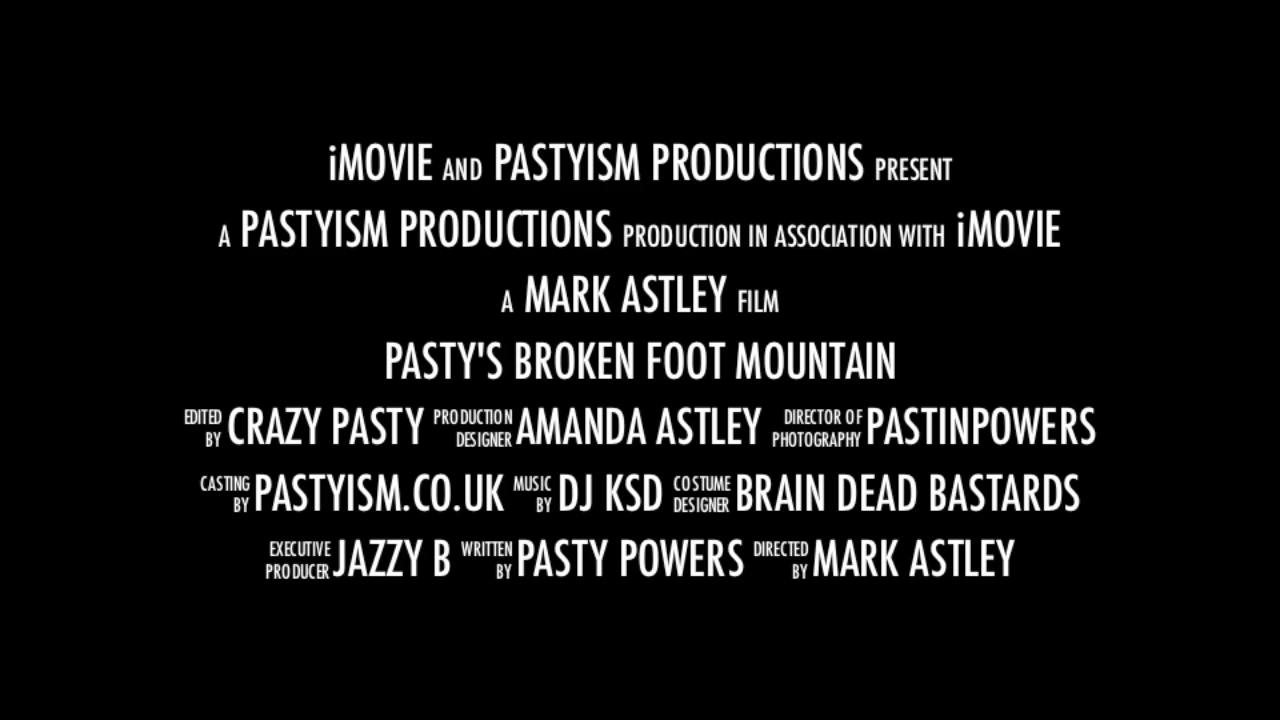 iMOVIE AND PASTYISM PRODUCTIONS PRESENT
A PASTYISM PRODUCTIONS PRODUCTION IN ASSOCIATION WITH iMOVIE
A MARK ASTLEY FILM
PASTY'S BROKEN FOOT MOUNTAIN
EDITED BY CRAZY PASTY PRODUCTION DESIGNER AMANDA ASTLEY DIRECTOR OF PHOTOGRAPHY PASTINPOWERS
CASTING BY PASTYISM.CO.UK MUSIC BY DJ KSD COSTUME DESIGNER BRAIN DEAD BASTARDS
EXECUTIVE PRODUCER JAZZY B WRITTEN BY PASTY POWERS DIRECTED BY MARK ASTLEY